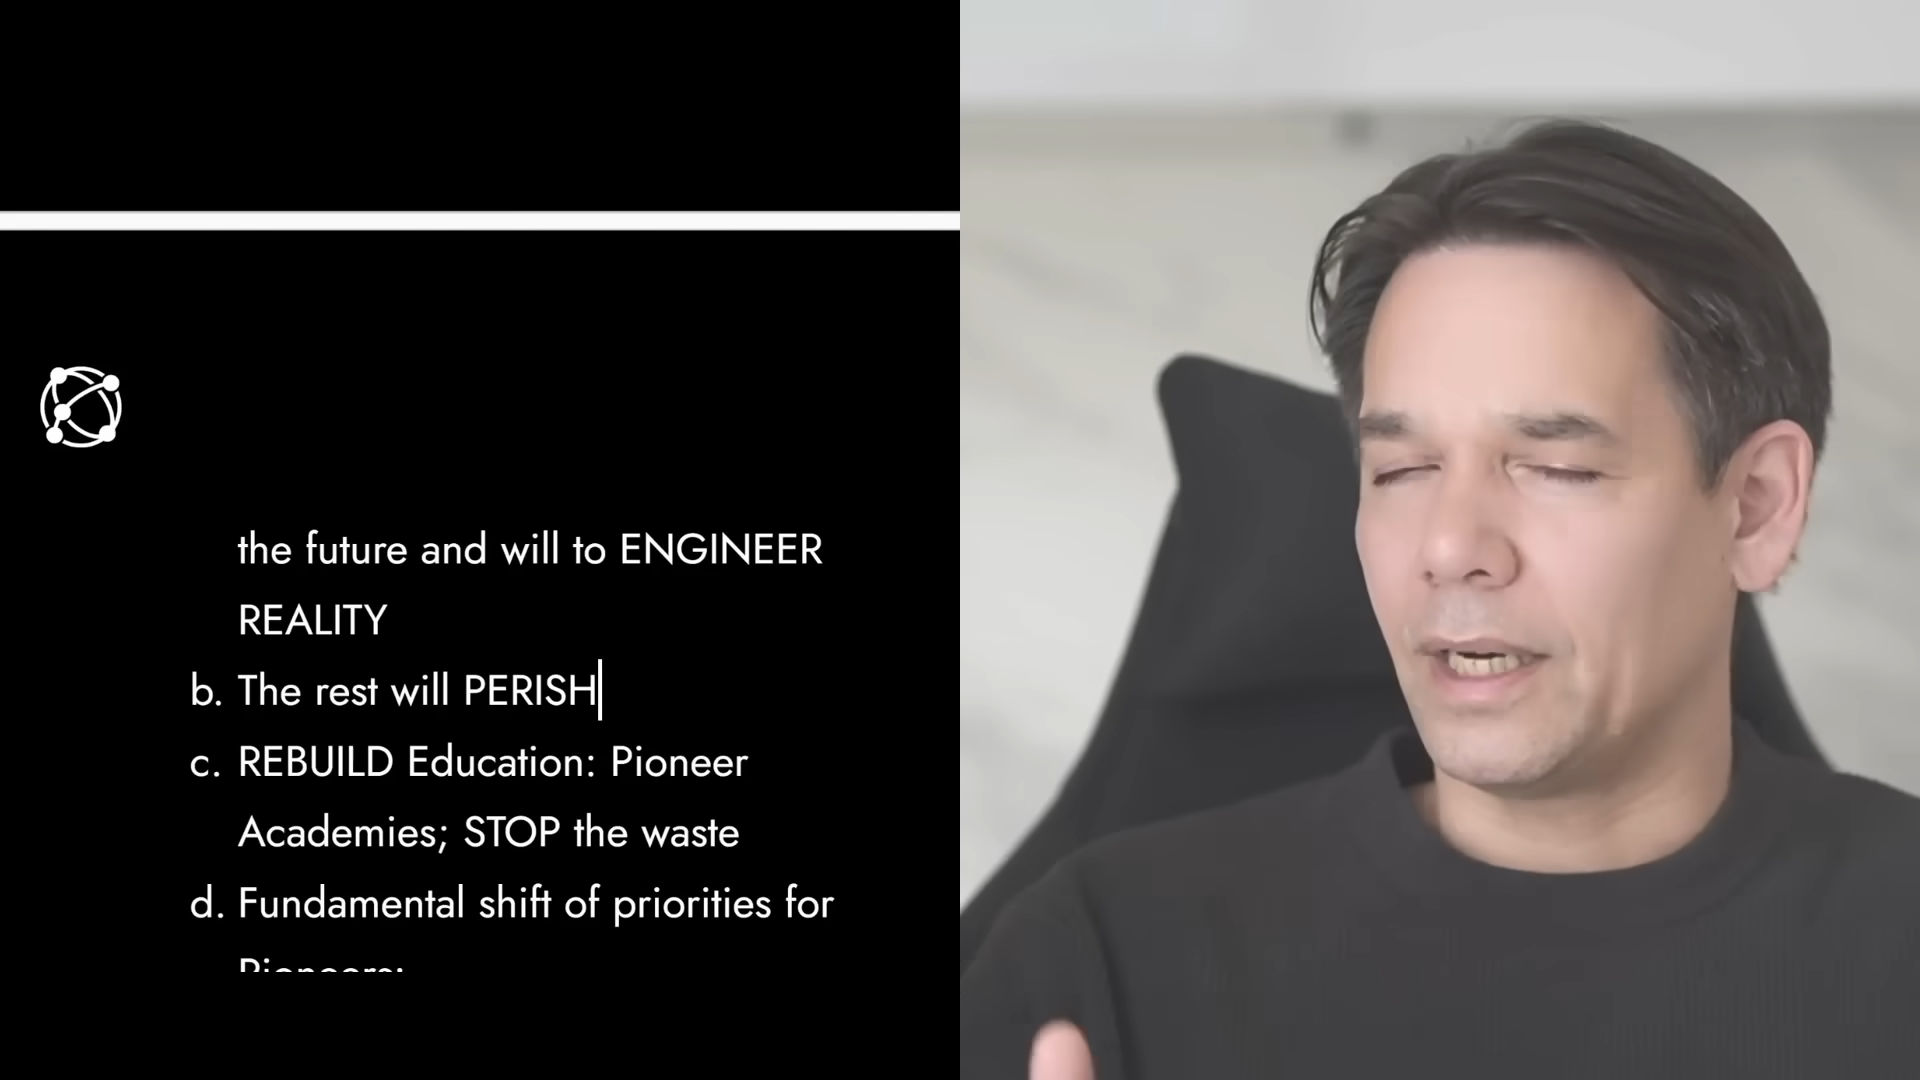 the future and will to ENGINEER
REALITY
b. The rest will PERISH
c. REBUILD Education: Pioneer
Academies; STOP the waste
d. Fundamental shift of priorities for
Pioneers: